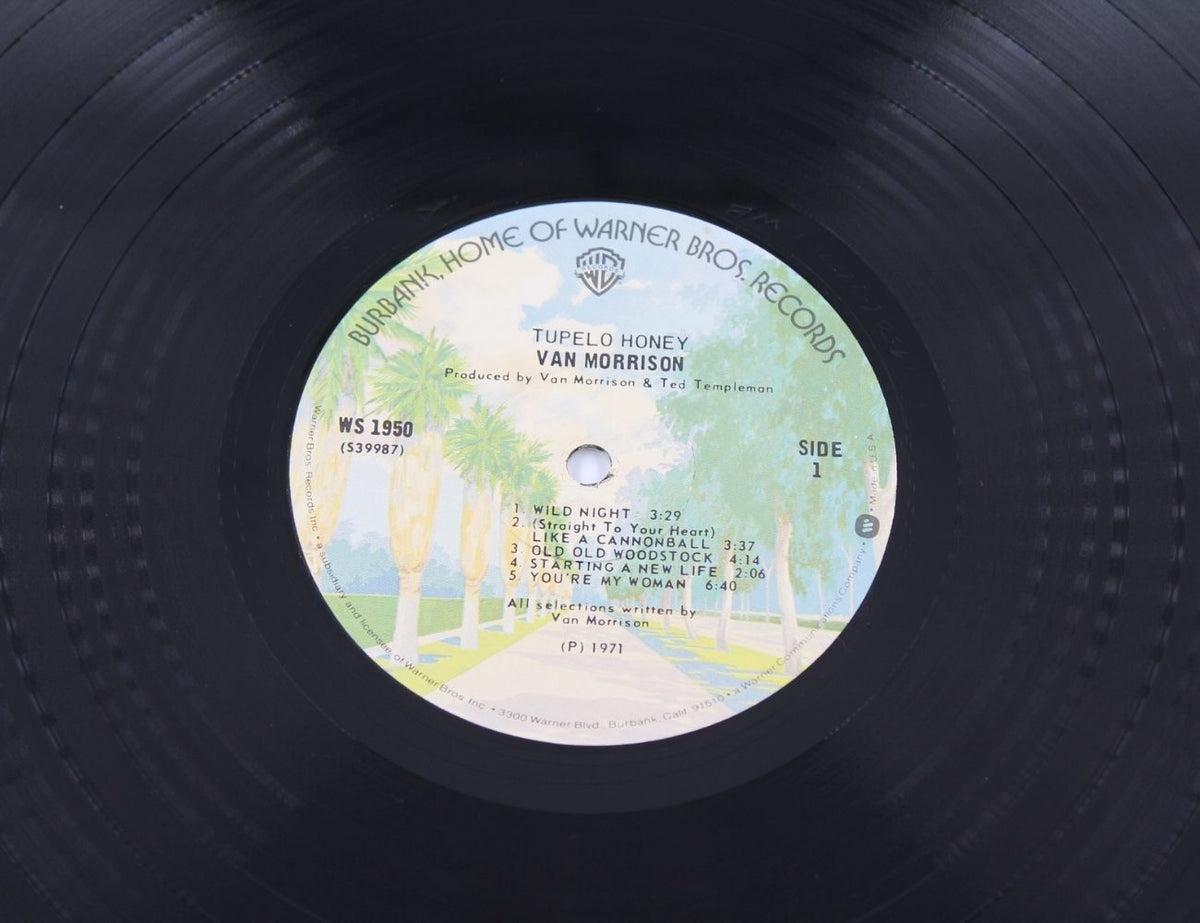 BURBANK, HOME OF WARNER BROS. RECORDS
RECORDS
TUPELO HONEY
VAN MORRISON
Produced by Van Morrison & Ted Templeman
WS 1950
(S39987)
SIDE
1
1. WILD NIGHT 3:29
2. (Straight To Your Heart)
LIKE A CANNONBALL 3:37
3. OLD OLD WOODSTOCK 4:14
4. STARTING A NEW LIFE 2:06
5. YOU'RE MY WOMAN 6:40
All selections written by
Van Morrison
(P) 1971
Warner Bros. Records Inc. • a subsidiary and licensee of Warner Bros. Inc. • 3300 Warner Blvd., Burbank, Calif. 91510 • a Warner Communications Company • Made in U.S.A.